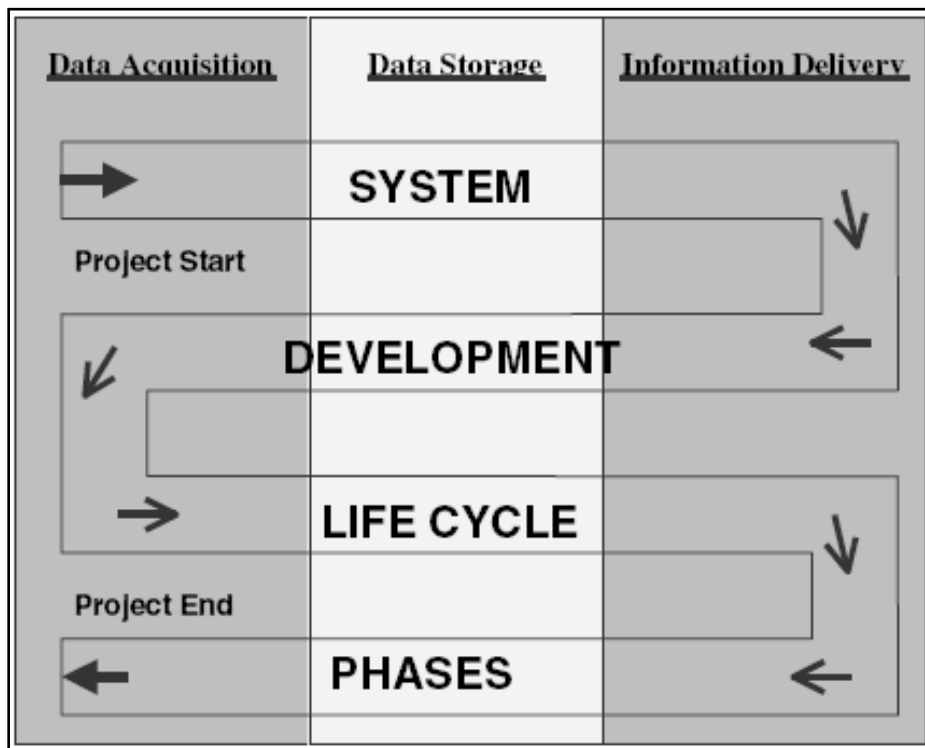 Data Acquisition
Data Storage
Information Delivery
SYSTEM
Project Start
DEVELOPMENT
LIFE CYCLE
Project End
PHASES